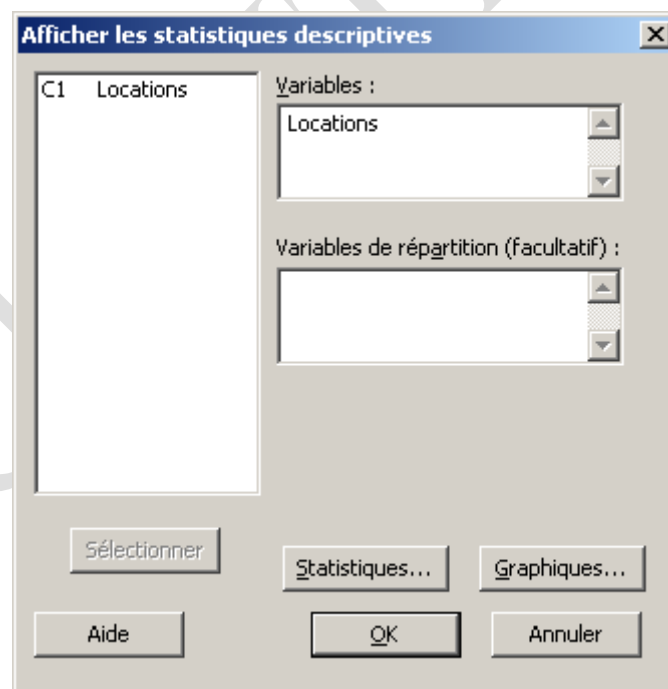 Afficher les statistiques descriptives
C1 Locations
Variables :
Locations
Variables de répartition (facultatif) :
Sélectionner
Statistiques...
Graphiques...
Aide
OK
Annuler